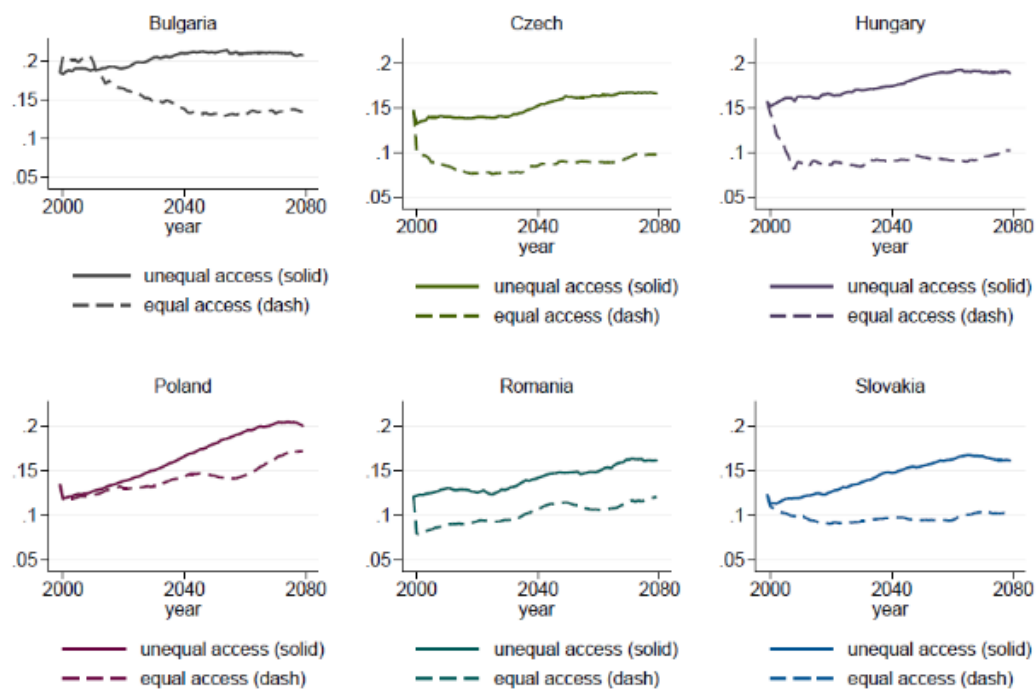 Bulgaria
.2
.15
.1
.05
2000 2040 2080
year
unequal access (solid)
equal access (dash)
Czech
.2
.15
.1
.05
2000 2040 2080
year
unequal access (solid)
equal access (dash)
Hungary
.2
.15
.1
.05
2000 2040 2080
year
unequal access (solid)
equal access (dash)
Poland
.2
.15
.1
.05
2000 2040 2080
year
unequal access (solid)
equal access (dash)
Romania
.2
.15
.1
.05
2000 2040 2080
year
unequal access (solid)
equal access (dash)
Slovakia
.2
.15
.1
.05
2000 2040 2080
year
unequal access (solid)
equal access (dash)